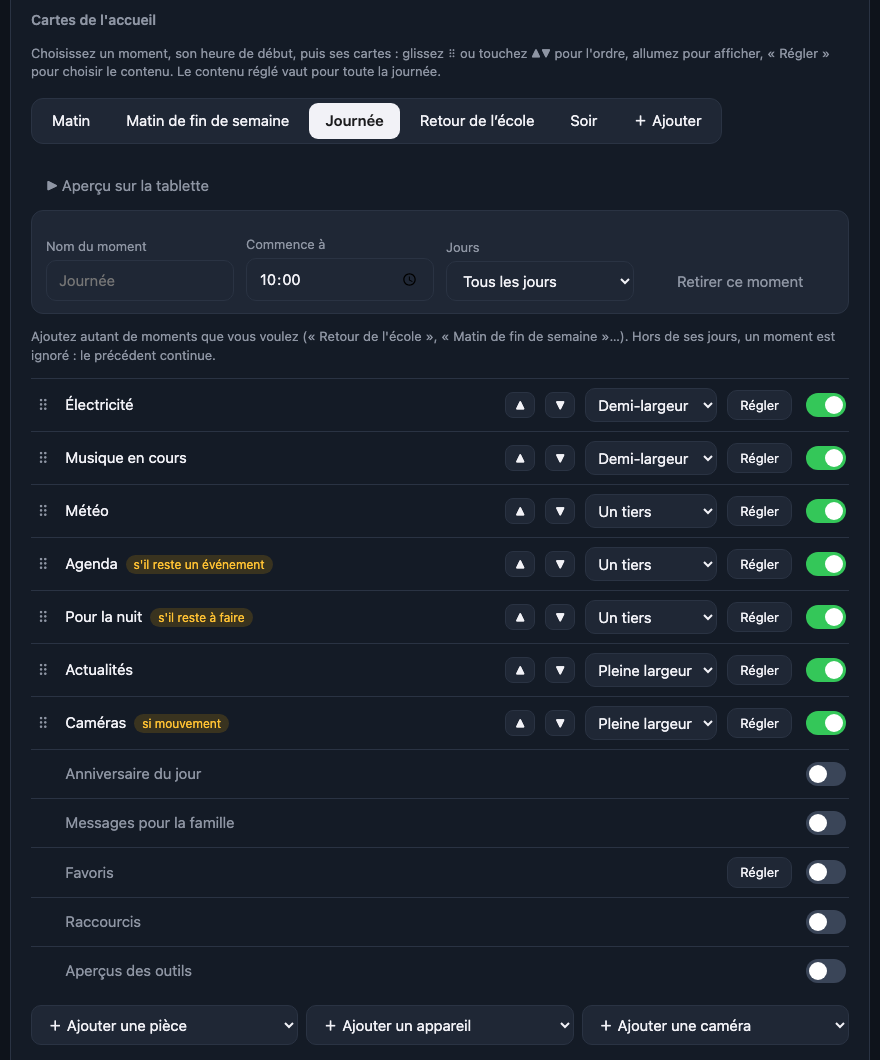 Cartes de l'accueil
Choisissez un moment, son heure de début, puis ses cartes : glissez ⠿ ou touchez ▲▼ pour l'ordre, allumez pour afficher, « Régler »
pour choisir le contenu. Le contenu réglé vaut pour toute la journée.
Matin Matin de fin de semaine Journée Retour de l’école Soir + Ajouter
▶ Aperçu sur la tablette
Nom du moment Commence à Jours
Journée 10:00 Tous les jours Retirer ce moment
Ajoutez autant de moments que vous voulez (« Retour de l'école », « Matin de fin de semaine »…). Hors de ses jours, un moment est
ignoré : le précédent continue.
⠿ Électricité ▲ ▼ Demi-largeur Régler
⠿ Musique en cours ▲ ▼ Demi-largeur Régler
⠿ Météo ▲ ▼ Un tiers Régler
⠿ Agenda s'il reste un événement ▲ ▼ Un tiers Régler
⠿ Pour la nuit s'il reste à faire ▲ ▼ Un tiers Régler
⠿ Actualités ▲ ▼ Pleine largeur Régler
⠿ Caméras si mouvement ▲ ▼ Pleine largeur Régler
Anniversaire du jour
Messages pour la famille
Favoris Régler
Raccourcis
Aperçus des outils
+ Ajouter une pièce + Ajouter un appareil + Ajouter une caméra